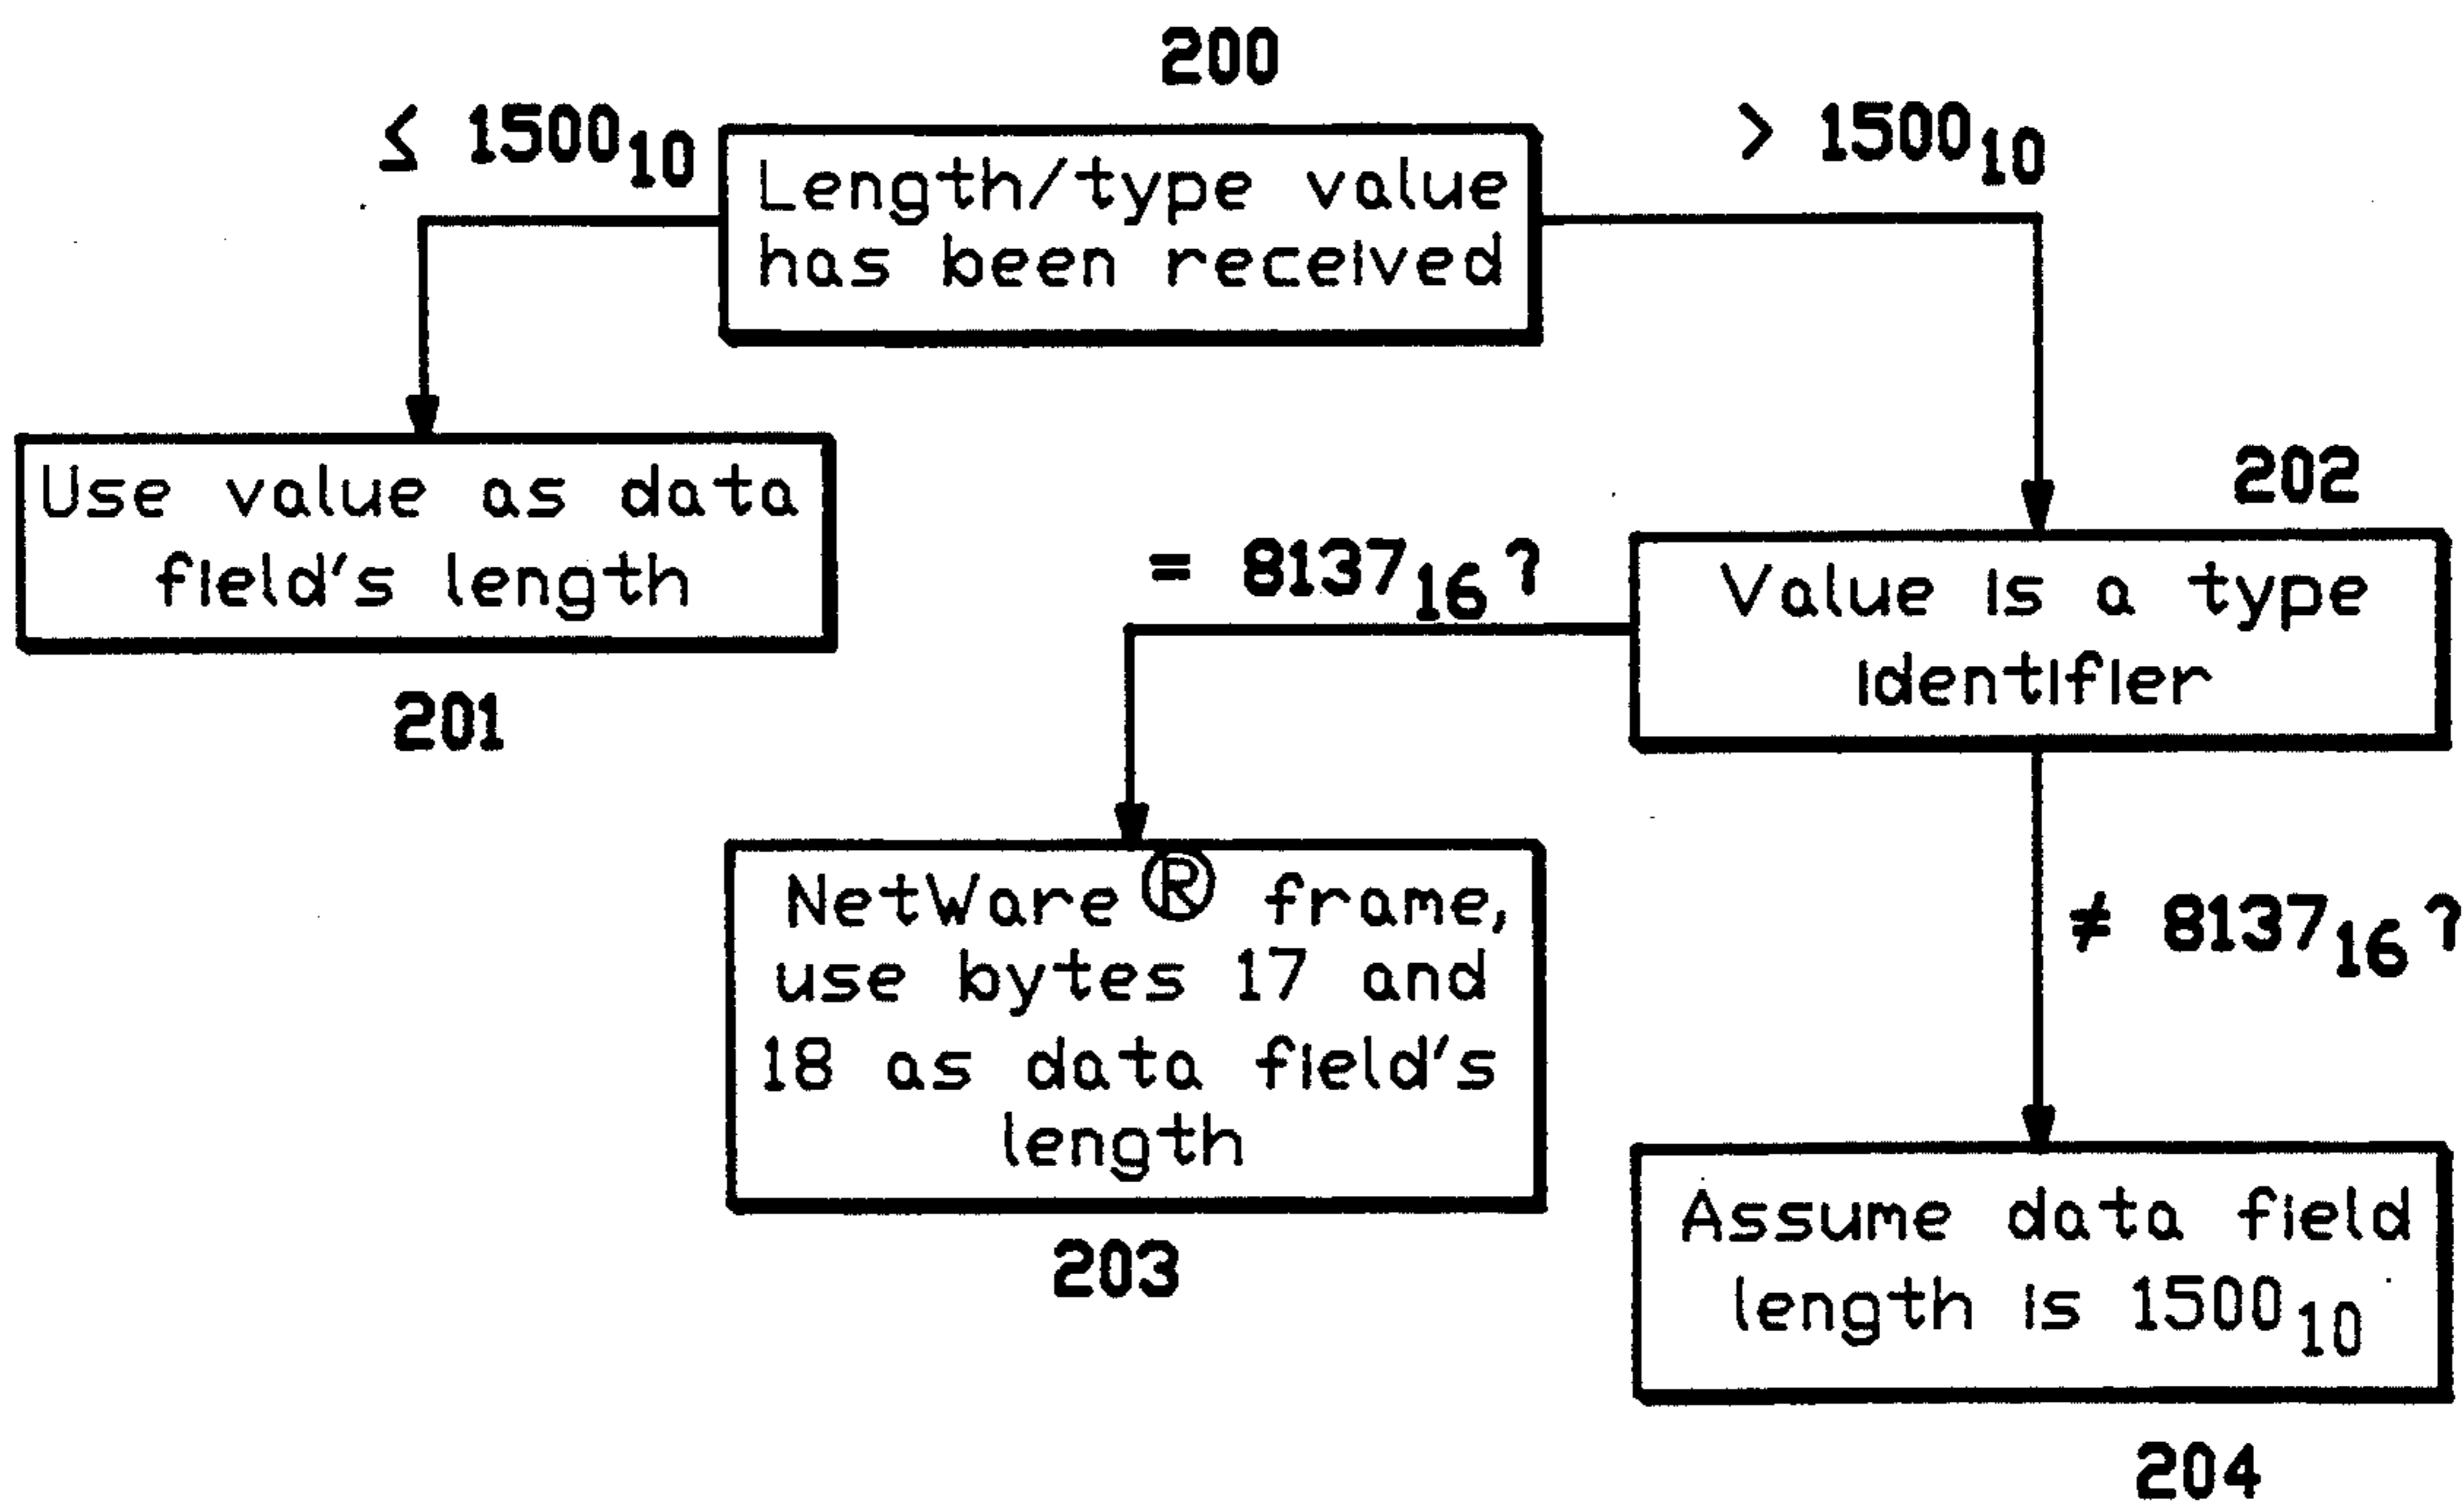 200
≤ 1500₁₀
> 1500₁₀
Length/type value
has been received
Use value as data
field's length
201
202
= 8137₁₆?
Value is a type
identifier
NetWare® frame,
use bytes 17 and
18 as data field's
length
203
≠ 8137₁₆?
Assume data field
length is 1500₁₀
204